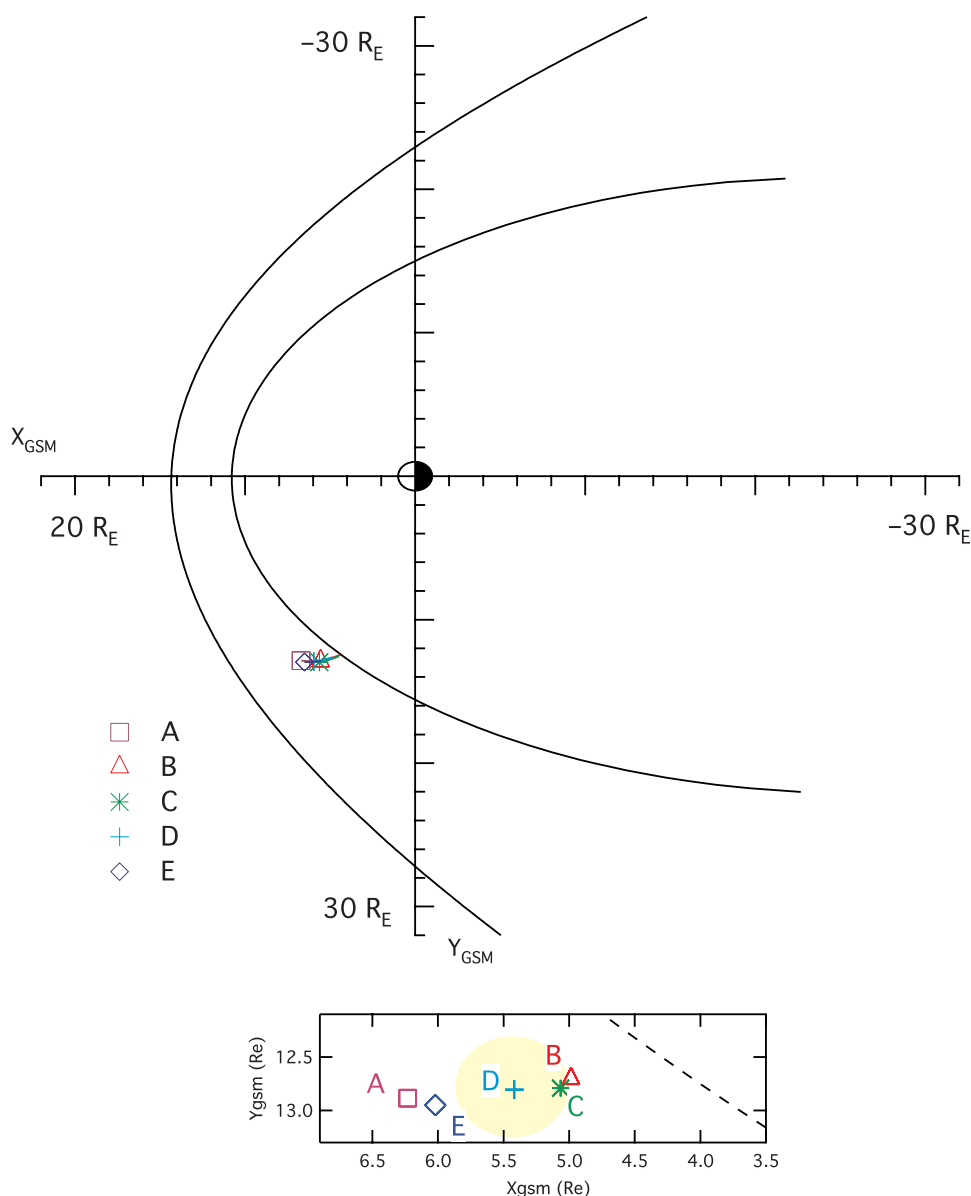 –30 R_E
X_GSM
20 R_E
–30 R_E
A
B
C
D
E
30 R_E
Y_GSM
Ygsm (Re)
12.5
13.0
A
B
D
C
E
6.5 6.0 5.5 5.0 4.5 4.0 3.5
Xgsm (Re)